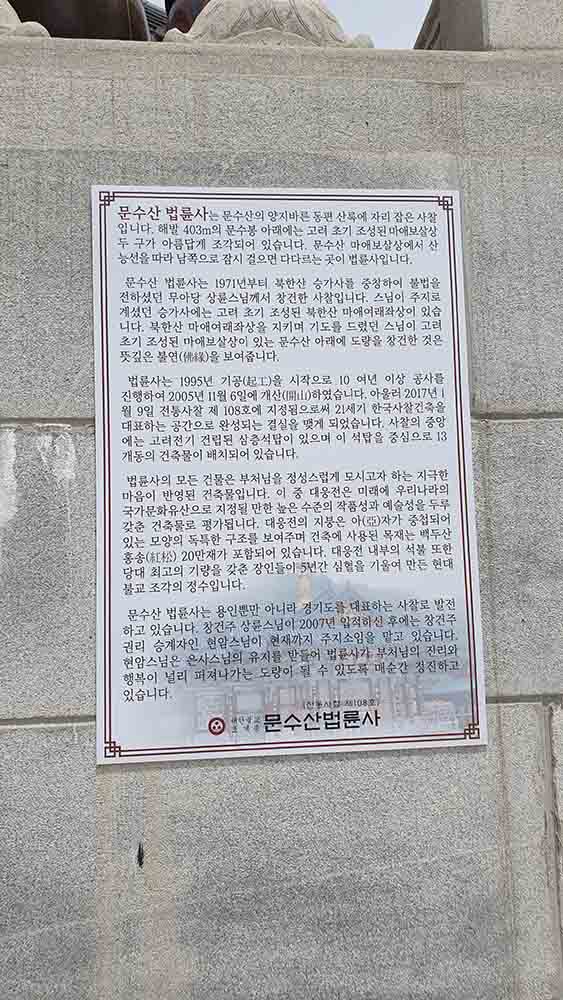 문수산 법륜사는 문수산의 양지바른 동편 산록에 자리 잡은 사찰
입니다. 해발 403m의 문수봉 아래에는 고려 초기 조성된 마애보살상
두 구가 아름답게 조각되어 있습니다. 문수산 마애보살상에서 산
능선을 따라 남쪽으로 잠시 걸으면 다다르는 곳이 법륜사입니다.
문수산 법륜사는 1971년부터 북한산 승가사를 중창하여 불법을
전하셨던 무아당 상륜스님께서 창건한 사찰입니다. 스님이 주지로
계셨던 승가사에는 고려 초기 조성된 북한산 마애여래좌상이 있습
니다. 북한산 마애여래좌상을 지키며 기도를 드렸던 스님이 고려
초기 조성된 마애보살상이 있는 문수산 아래에 도량을 창건한 것은
뜻깊은 불연(佛緣)을 보여줍니다.
법륜사는 1995년 기공(起工)을 시작으로 10 여년 이상 공사를
진행하여 2005년 11월 6일에 개산(開山)하였습니다. 아울러 2017년 1
월 9일 전통사찰 제 108호에 지정됨으로써 21세기 한국사찰건축을
대표하는 공간으로 완성되는 결실을 맺게 되었습니다. 사찰의 중앙
에는 고려전기 건립된 삼층석탑이 있으며 이 석탑을 중심으로 13
개동의 건축물이 배치되어 있습니다.
법륜사의 모든 건물은 부처님을 정성스럽게 모시고자 하는 지극한
마음이 반영된 건축물입니다. 이 중 대웅전은 미래에 우리나라의
국가문화유산으로 지정될 만한 높은 수준의 작품성과 예술성을 두루
갖춘 건축물로 평가됩니다. 대웅전의 지붕은 아(亞)자가 중첩되어
있는 모양의 독특한 구조를 보여주며 건축에 사용된 목재는 백두산
홍송(紅松) 20만재가 포함되어 있습니다. 대웅전 내부의 석불 또한
당대 최고의 기량을 갖춘 장인들이 5년간 심혈을 기울여 만든 현대
불교 조각의 정수입니다.
문수산 법륜사는 용인뿐만 아니라 경기도를 대표하는 사찰로 발전
하고 있습니다. 창건주 상륜스님이 2007년 입적하신 후에는 창건주
권리 승계자인 현암스님이 현재까지 주지소임을 맡고 있습니다.
현암스님은 은사스님의 유지를 받들어 법륜사가 부처님의 진리와
행복이 널리 퍼져나가는 도량이 될 수 있도록 매순간 정진하고
있습니다.
(전통사찰 제108호)
대한불교
조계종 문수산법륜사